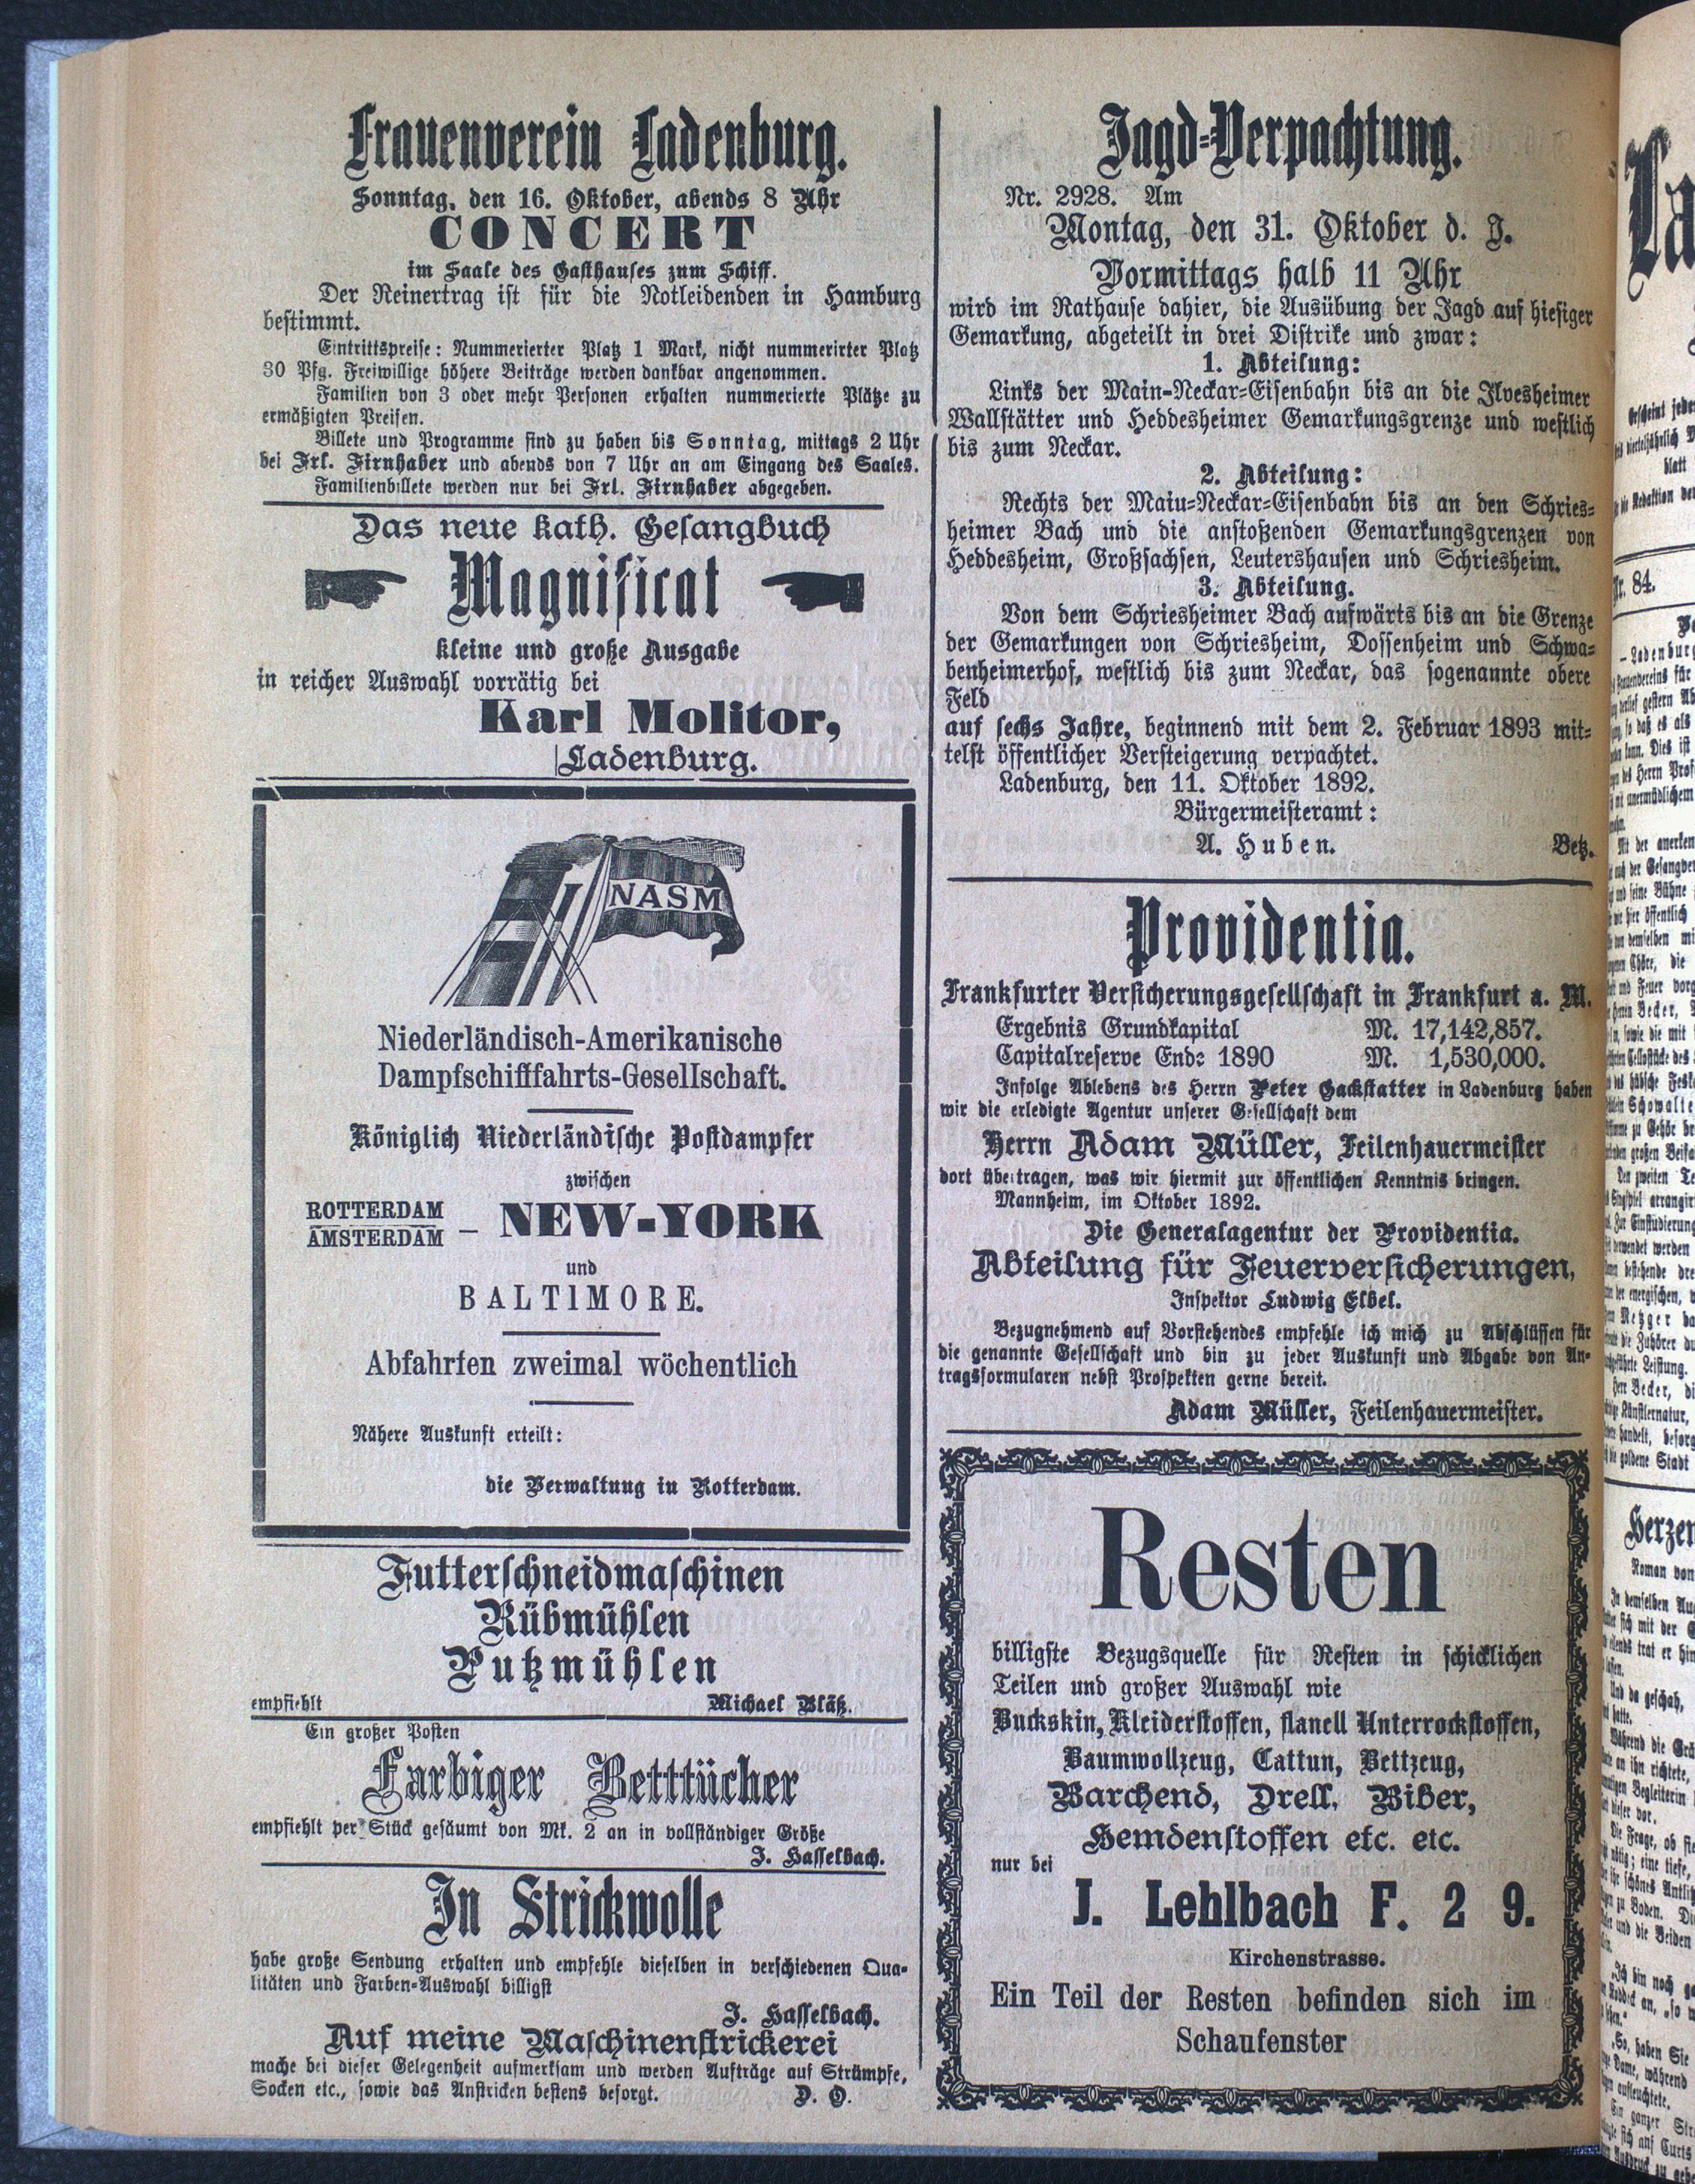 Frauenverein Ladenburg.
Sonntag, den 16. Oktober, abends 8 Uhr
CONCERT
im Saale des Gasthauses zum Schiff.
Der Reinertrag ist für die Notleidenden in Hamburg
bestimmt.
Eintrittspreise: Nummerierter Platz 1 Mark, nicht nummerirter Platz
30 Pfg. Freiwillige höhere Beiträge werden dankbar angenommen.
Familien von 3 oder mehr Personen erhalten nummerierte Plätze zu
ermäßigten Preisen.
Billete und Programme sind zu haben bis Sonntag, mittags 2 Uhr
bei Frl. Firnhaber und abends von 7 Uhr an am Eingang des Saales.
Familienbillete werden nur bei Frl. Firnhaber abgegeben.
Das neue kath. Gesangbuch
Magnificat
kleine und große Ausgabe
in reicher Auswahl vorrätig bei
Karl Molitor,
Ladenburg.
NASM
Niederländisch-Amerikanische
Dampfschifffahrts-Gesellschaft.
Königlich Niederländische Postdampfer
zwischen
ROTTERDAM
AMSTERDAM – NEW-YORK
und
BALTIMORE.
Abfahrten zweimal wöchentlich
Nähere Auskunft erteilt:
die Verwaltung in Rotterdam.
Futterschneidmaschinen
Rübmühlen
Putzmühlen
empfiehlt Michael Bläß.
Ein großer Posten
Farbiger Betttücher
empfiehlt per Stück gesäumt von Mk. 2 an in vollständiger Größe
J. Hasselbach.
In Strickwolle
habe große Sendung erhalten und empfehle dieselben in verschiedenen Qua-
litäten und Farben-Auswahl billigst
J. Hasselbach.
Auf meine Maschinenstrickerei
mache bei dieser Gelegenheit aufmerksam und werden Aufträge auf Strümpfe,
Socken etc., sowie das Anstricken bestens besorgt. D. O.
Jagd-Verpachtung.
Nr. 2928. Am
Montag, den 31. Oktober d. J.
Vormittags halb 11 Uhr
wird im Rathause dahier, die Ausübung der Jagd auf hiesiger
Gemarkung, abgeteilt in drei Distrike und zwar:
1. Abteilung:
Links der Main-Neckar-Eisenbahn bis an die Ilvesheimer
Wallstätter und Heddesheimer Gemarkungsgrenze und westlich
bis zum Neckar.
2. Abteilung:
Rechts der Maiu-Neckar-Eisenbahn bis an den Schries-
heimer Bach und die anstoßenden Gemarkungsgrenzen von
Heddesheim, Großsachsen, Leutershausen und Schriesheim.
3. Abteilung.
Von dem Schriesheimer Bach aufwärts bis an die Grenze
der Gemarkungen von Schriesheim, Dossenheim und Schwa-
benheimerhof, westlich bis zum Neckar, das sogenannte obere
Feld
auf sechs Jahre, beginnend mit dem 2. Februar 1893 mit-
telst öffentlicher Versteigerung verpachtet.
Ladenburg, den 11. Oktober 1892.
Bürgermeisteramt:
A. Huben. Betz.
Providentia.
Frankfurter Versicherungsgesellschaft in Frankfurt a. M.
Ergebnis Grundkapital M. 17,142,857.
Capitalreserve Ende 1890 M. 1,530,000.
Infolge Ablebens des Herrn Peter Gackstatter in Ladenburg haben
wir die erledigte Agentur unserer Gesellschaft dem
Herrn Adam Müller, Feilenhauermeister
dort übertragen, was wir hiermit zur öffentlichen Kenntnis bringen.
Mannheim, im Oktober 1892.
Die Generalagentur der Providentia.
Abteilung für Feuerversicherungen,
Inspektor Ludwig Elbel.
Bezugnehmend auf Vorstehendes empfehle ich mich zu Abschlüssen für
die genannte Gesellschaft und bin zu jeder Auskunft und Abgabe von An-
tragsformularen nebst Prospekten gerne bereit.
Adam Müller, Feilenhauermeister.
Resten
billigste Bezugsquelle für Resten in schicklichen
Teilen und großer Auswahl wie
Buckskin, Kleiderstoffen, flanell Unterrockstoffen,
Baumwollzeug, Cattun, Bettzeug,
Barchend, Drell, Biber,
Hemdenstoffen etc. etc.
nur bei
J. Lehlbach F. 2 9.
Kirchenstrasse.
Ein Teil der Resten befinden sich im
Schaufenster
La
Nr. 84.
Herzen
Roman von